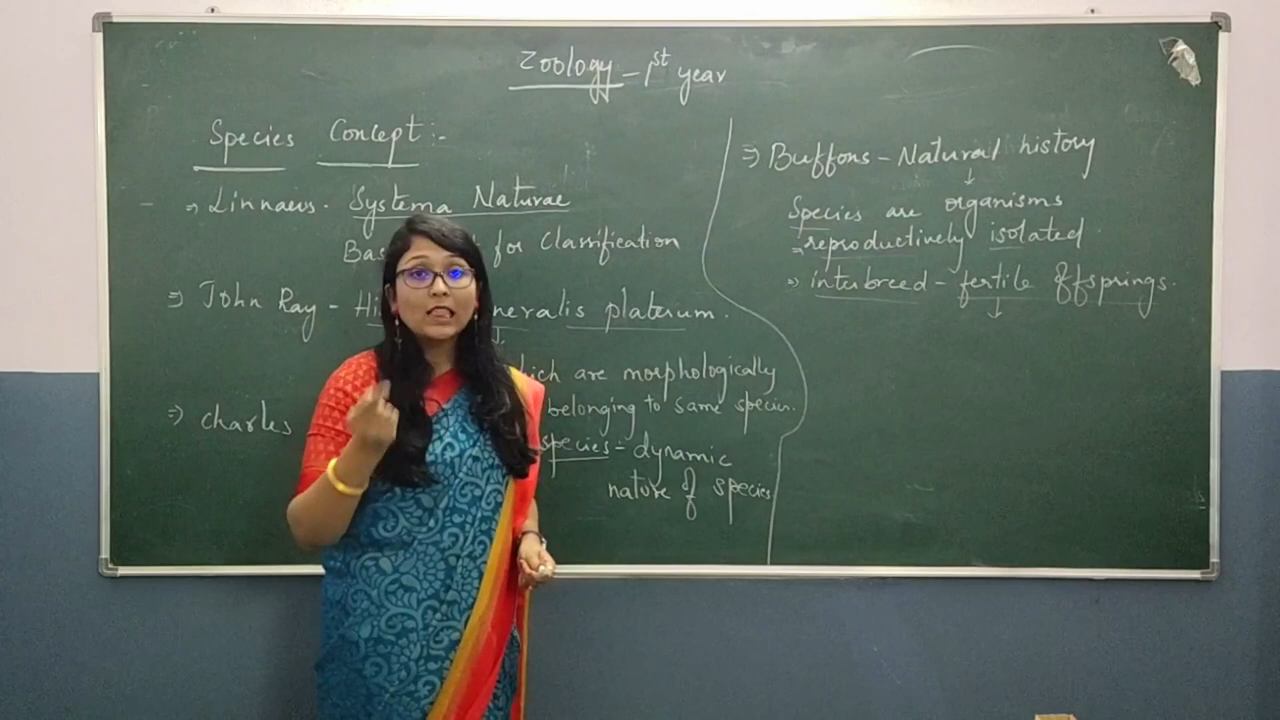 Zoology - 1st year
Species Concept :-
⇒ Linnaeus. Systema Naturae
for Classification
⇒ John Ray - neralis platerum.
which are morphologically
⇒ Charles belonging to same species.
species - dynamic
nature of species
⇒ Buffons - Natural history
↓
Species are organisms
⇒ reproductively isolated
⇒ interbreed - fertile offsprings.
↓